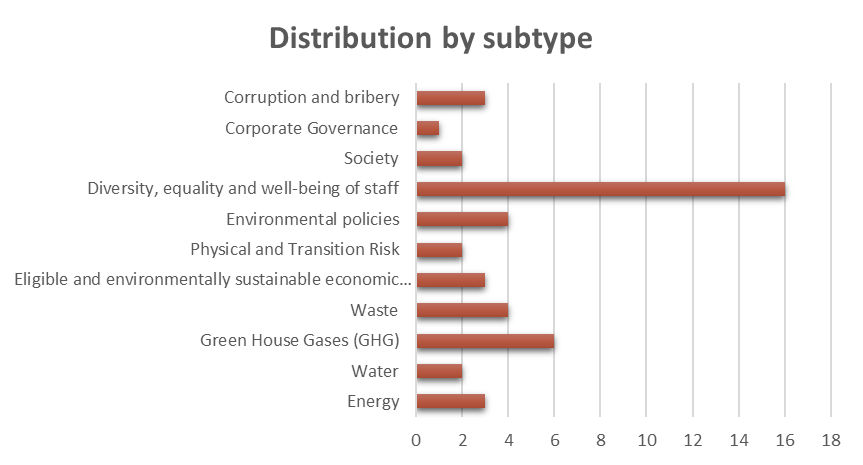 Distribution by subtype
Corruption and bribery
Corporate Governance
Society
Diversity, equality and well-being of staff
Environmental policies
Physical and Transition Risk
Eligible and environmentally sustainable economic...
Waste
Green House Gases (GHG)
Water
Energy
0 2 4 6 8 10 12 14 16 18